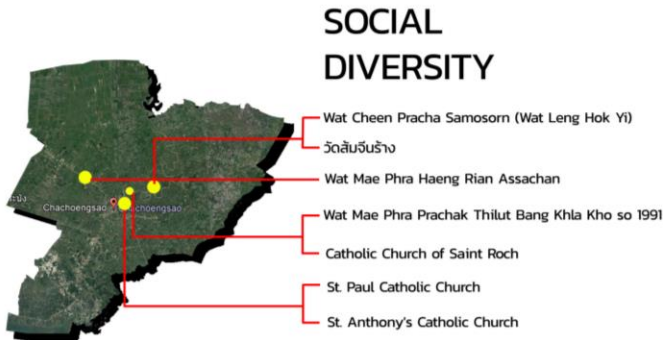 SOCIAL
DIVERSITY
Wat Cheen Pracha Samosorn (Wat Leng Hok Yi)
วัดส้มจีนร้าง
Wat Mae Phra Haeng Rian Assachan
Chachoengsao
choengsao
Wat Mae Phra Prachak Thilut Bang Khla Kho so 1991
Catholic Church of Saint Roch
St. Paul Catholic Church
St. Anthony's Catholic Church